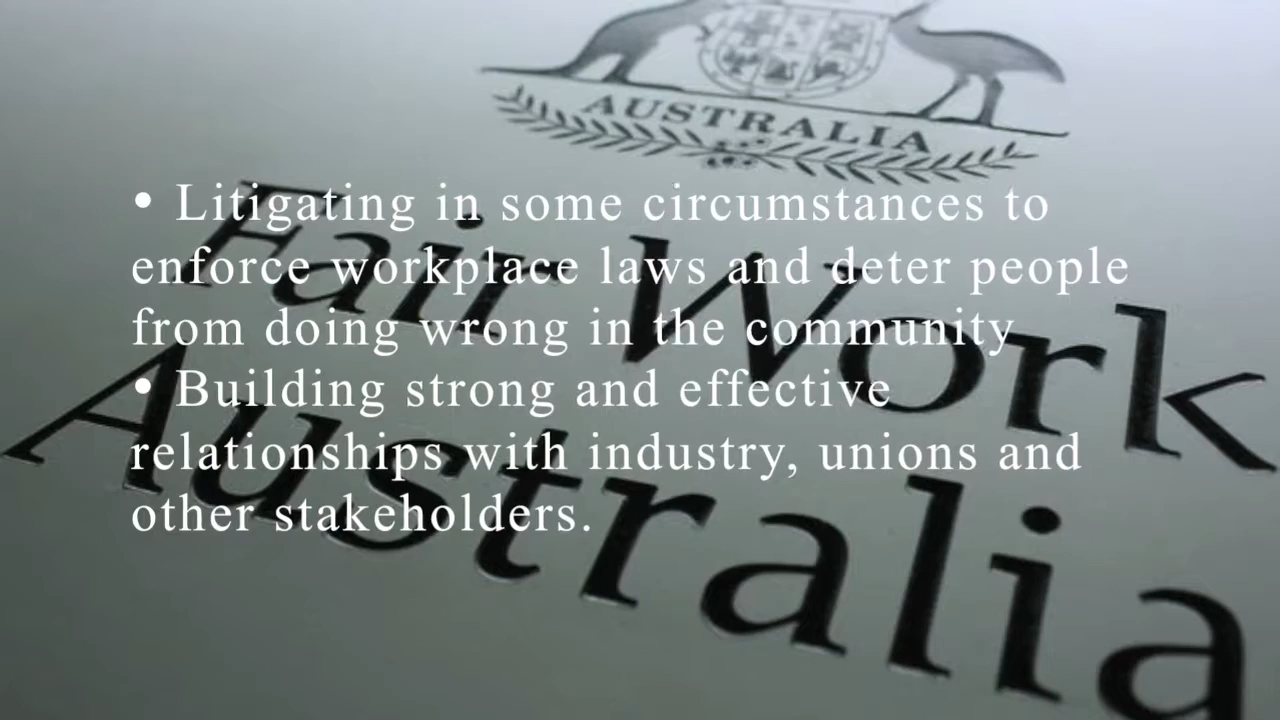 AUSTRALIA
Fair Work
Australia
• Litigating in some circumstances to
enforce workplace laws and deter people
from doing wrong in the community
• Building strong and effective
relationships with industry, unions and
other stakeholders.